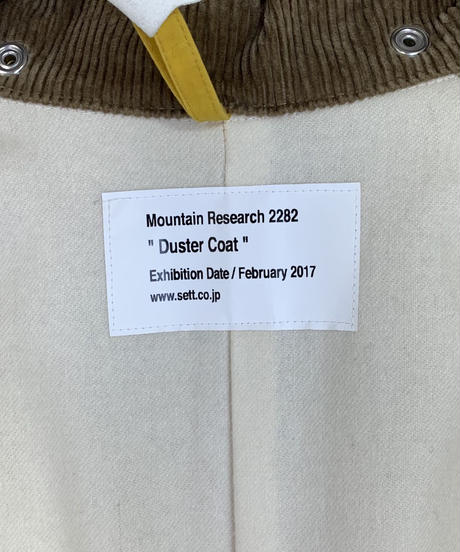 Mountain Research 2282
" Duster Coat "
Exhibition Date / February 2017
www.sett.co.jp